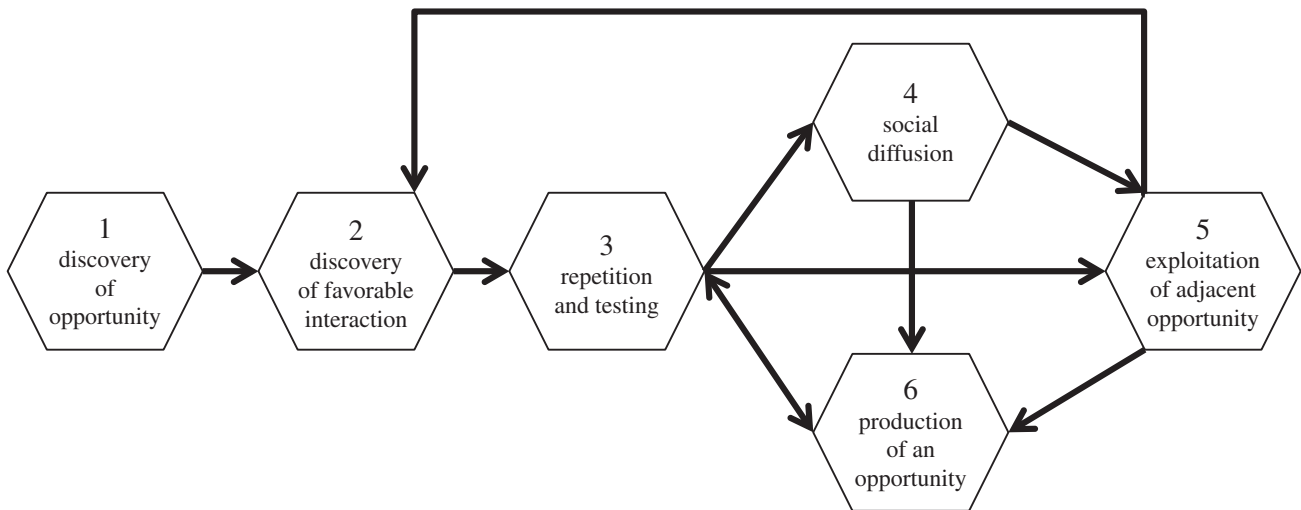 1
discovery
of
opportunity
2
discovery
of favorable
interaction
3
repetition
and testing
4
social
diffusion
5
exploitation
of adjacent
opportunity
6
production
of an
opportunity